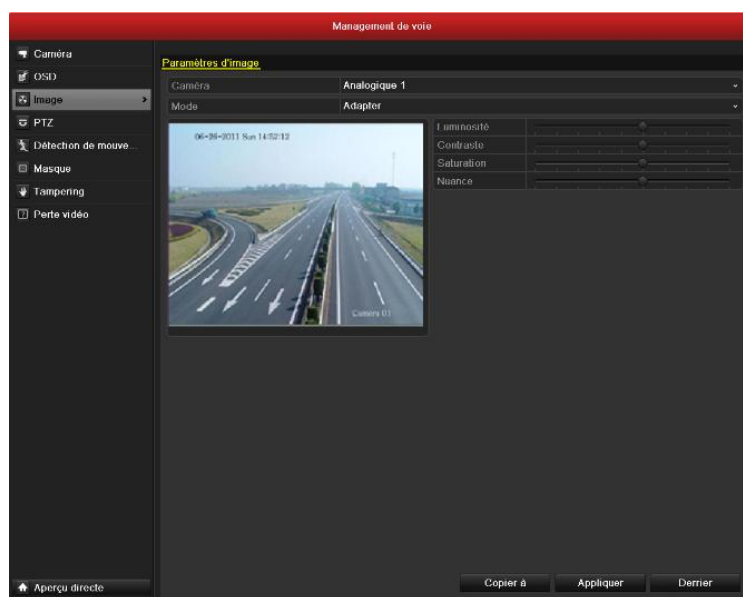 Management de voie
Caméra
OSD
Image
PTZ
Détection de mouve...
Masque
Tampering
Perte vidéo
Aperçu directe
Paramètres d'image
Caméra Analogique 1
Mode Adapter
06-26-2011 Sun 14:52:12
Camera 01
Luminosité
Contraste
Saturation
Nuance
Copier à Appliquer Derrier